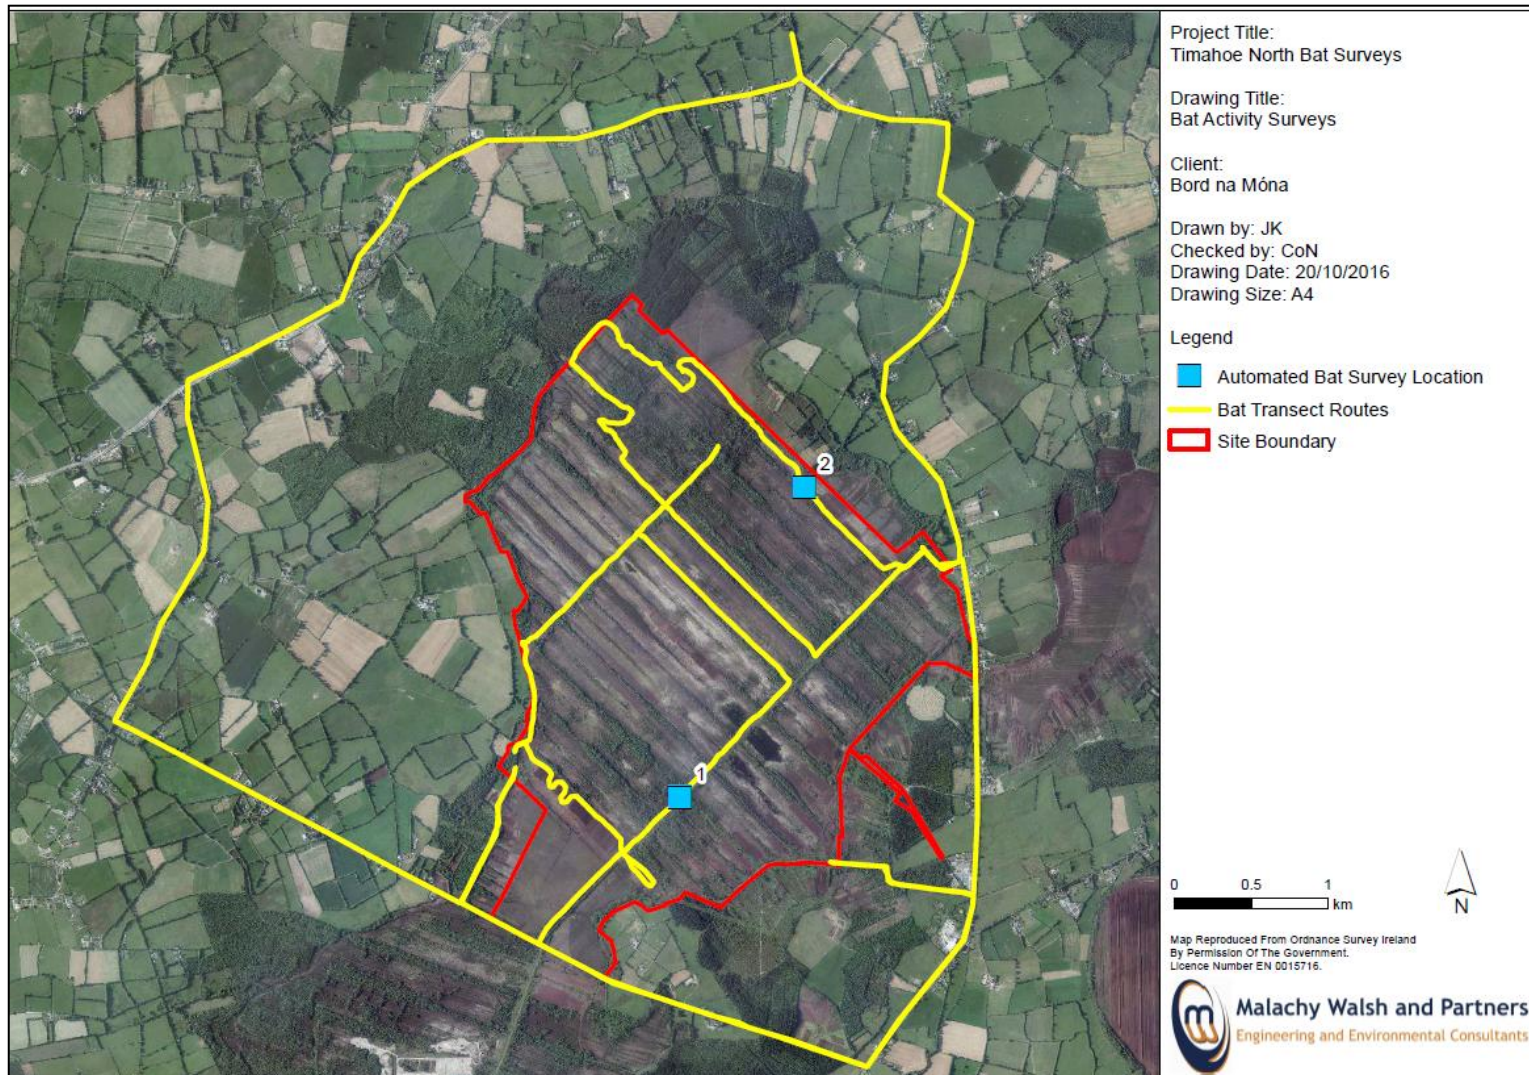 Project Title:
Timahoe North Bat Surveys
Drawing Title:
Bat Activity Surveys
Client:
Bord na Móna
Drawn by: JK
Checked by: CoN
Drawing Date: 20/10/2016
Drawing Size: A4
Legend
Automated Bat Survey Location
Bat Transect Routes
Site Boundary
2
1
0 0.5 1
km
N
Map Reproduced From Ordnance Survey Ireland
By Permission Of The Government.
Licence Number EN 0015716.
Malachy Walsh and Partners
Engineering and Environmental Consultants